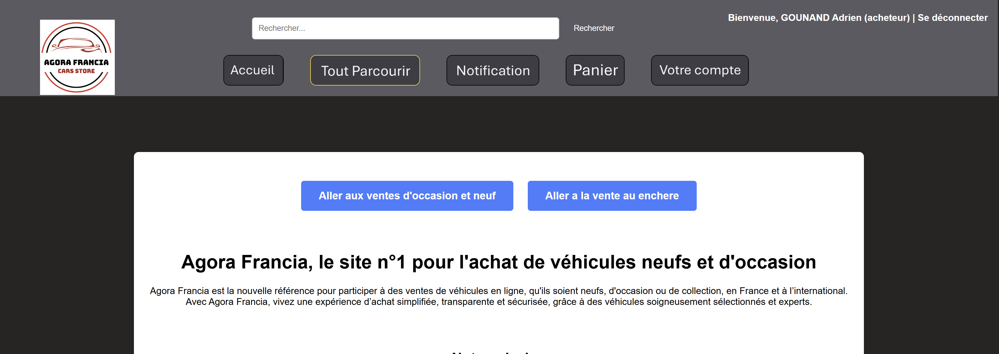 Bienvenue, GOUNAND Adrien (acheteur) | Se déconnecter
Rechercher...
Rechercher
AGORA FRANCIA
CARS STORE
Accueil
Tout Parcourir
Notification
Panier
Votre compte
Aller aux ventes d'occasion et neuf
Aller a la vente au enchere
Agora Francia, le site n°1 pour l'achat de véhicules neufs et d'occasion
Agora Francia est la nouvelle référence pour participer à des ventes de véhicules en ligne, qu'ils soient neufs, d'occasion ou de collection, en France et à l’international.
Avec Agora Francia, vivez une expérience d’achat simplifiée, transparente et sécurisée, grâce à des véhicules soigneusement sélectionnés et experts.